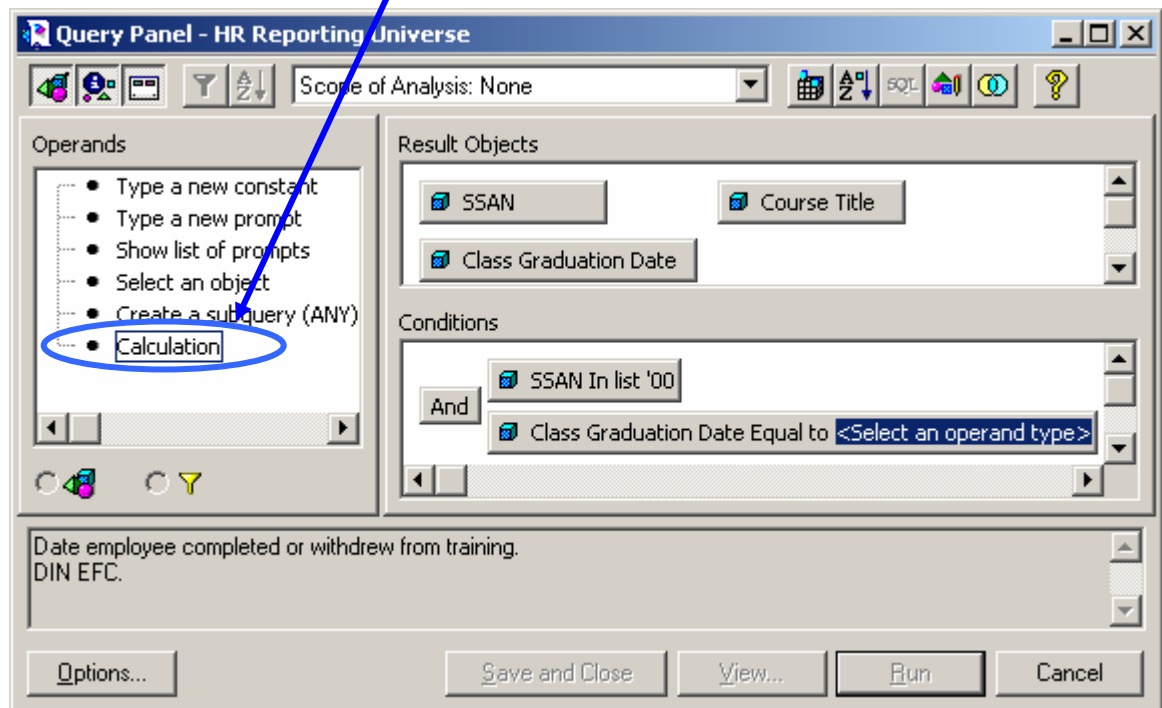 Query Panel - HR Reporting Universe
Scope of Analysis: None
SQL
Operands
Type a new constant
Type a new prompt
Show list of prompts
Select an object
Create a subquery (ANY)
Calculation
Result Objects
SSAN
Course Title
Class Graduation Date
Conditions
And
SSAN In list '00
Class Graduation Date Equal to <Select an operand type>
Date employee completed or withdrew from training.
DIN EFC.
Options...
Save and Close
View...
Run
Cancel